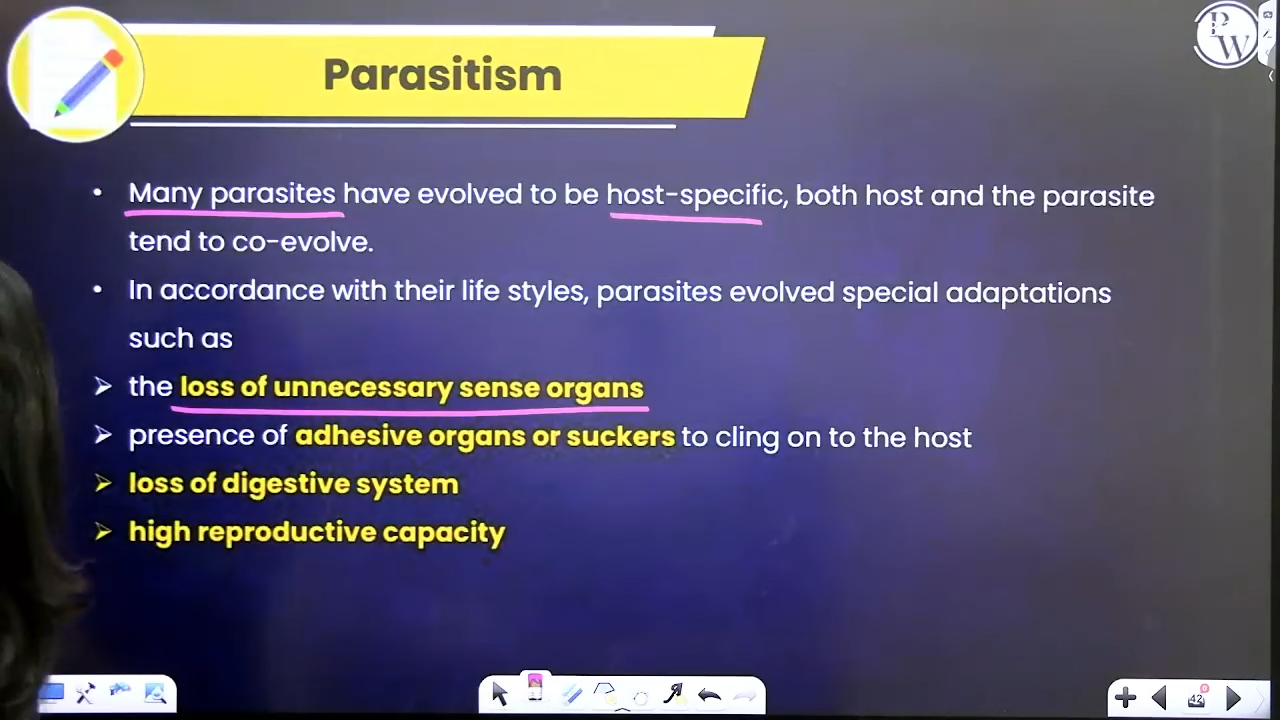 Parasitism
PW
• Many parasites have evolved to be host-specific, both host and the parasite
tend to co-evolve.
• In accordance with their life styles, parasites evolved special adaptations
such as
➢ the loss of unnecessary sense organs
➢ presence of adhesive organs or suckers to cling on to the host
➢ loss of digestive system
➢ high reproductive capacity
42